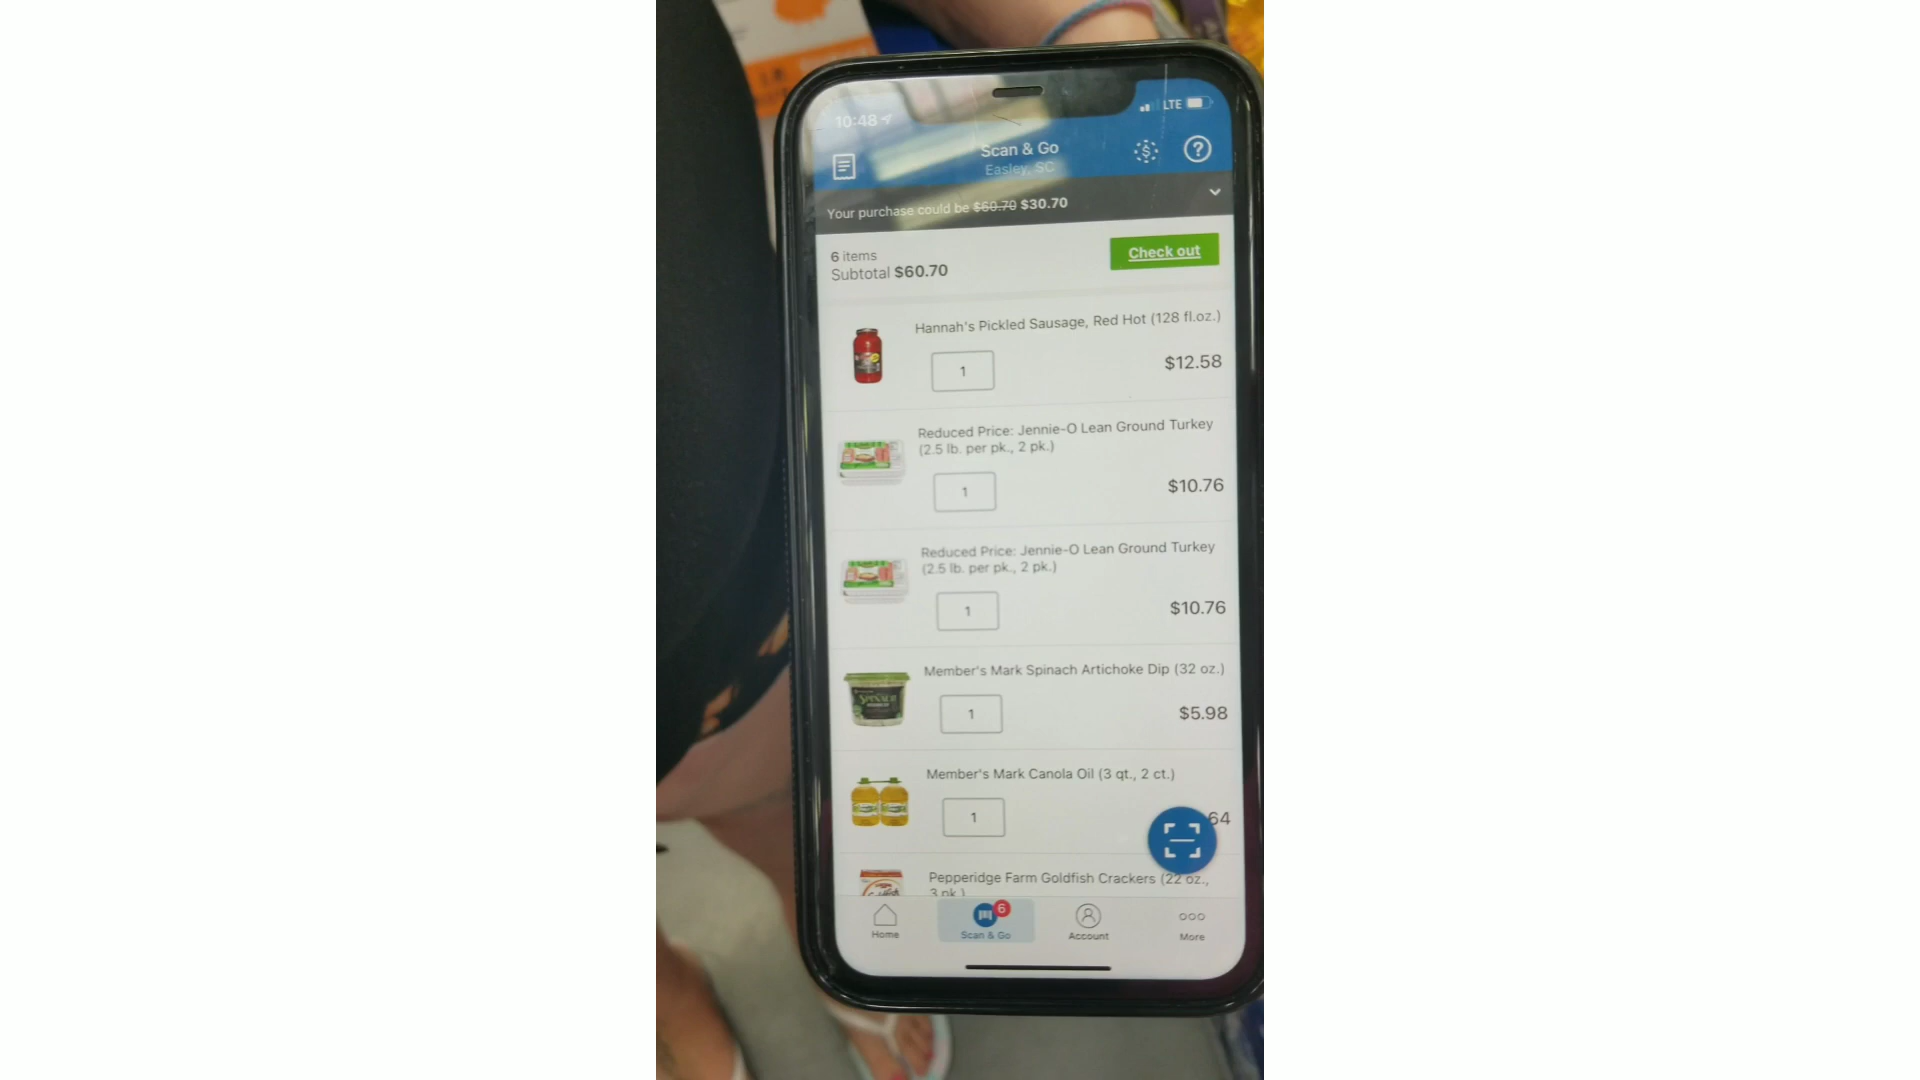 10:48
LTE
Scan & Go
Easley, SC
Your purchase could be $60.70 $30.70
6 items
Subtotal $60.70
Check out
Hannah's Pickled Sausage, Red Hot (128 fl.oz.)
1
$12.58
Reduced Price: Jennie-O Lean Ground Turkey
(2.5 lb. per pk., 2 pk.)
1
$10.76
Reduced Price: Jennie-O Lean Ground Turkey
(2.5 lb. per pk., 2 pk.)
1
$10.76
Member's Mark Spinach Artichoke Dip (32 oz.)
SPINACH
1
$5.98
Member's Mark Canola Oil (3 qt., 2 ct.)
1
64
Pepperidge Farm Goldfish Crackers (22 oz.,
3 pk.)
6
Home
Scan & Go
Account
More